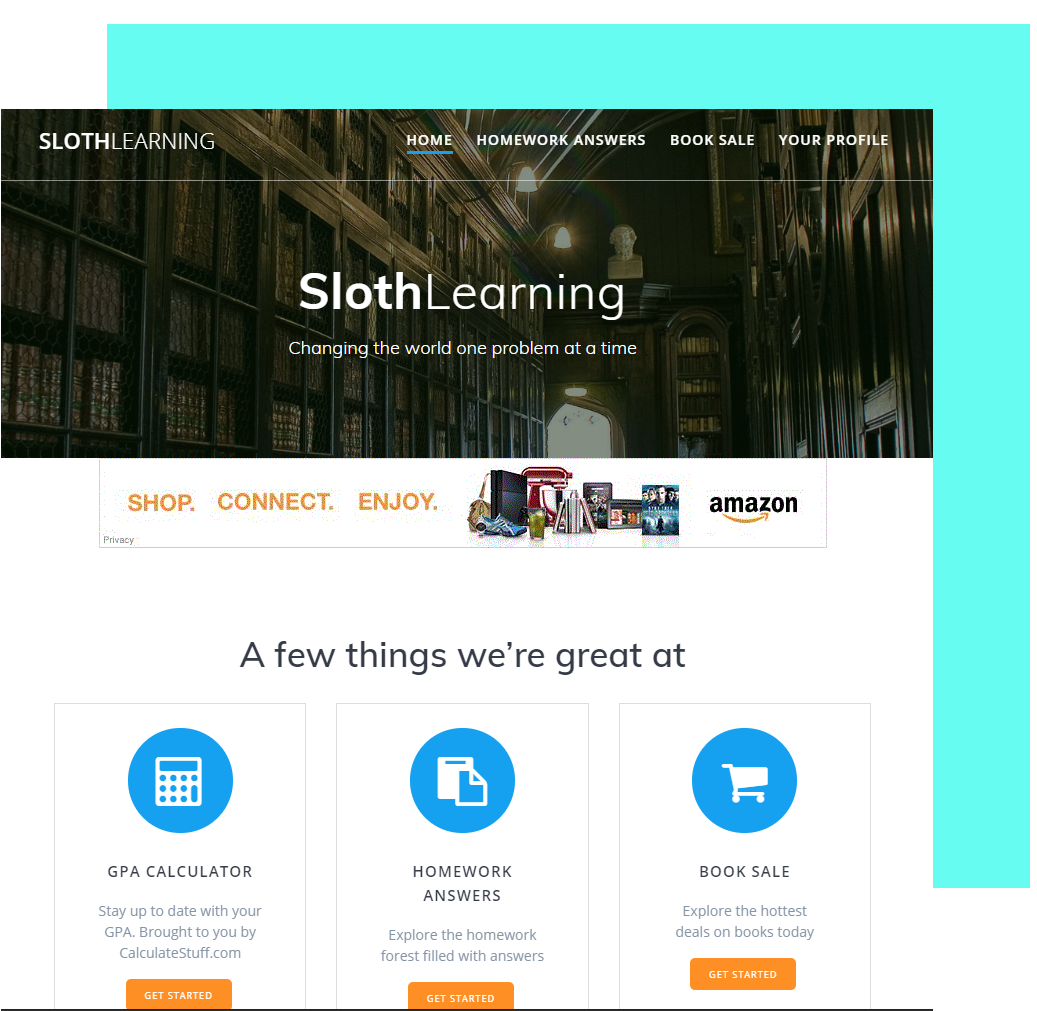 SLOTHLEARNING
HOME HOMEWORK ANSWERS BOOK SALE YOUR PROFILE
SlothLearning
Changing the world one problem at a time
SHOP. CONNECT. ENJOY. amazon
Privacy
A few things we’re great at
GPA CALCULATOR
Stay up to date with your
GPA. Brought to you by
CalculateStuff.com
GET STARTED
HOMEWORK
ANSWERS
Explore the homework
forest filled with answers
GET STARTED
BOOK SALE
Explore the hottest
deals on books today
GET STARTED